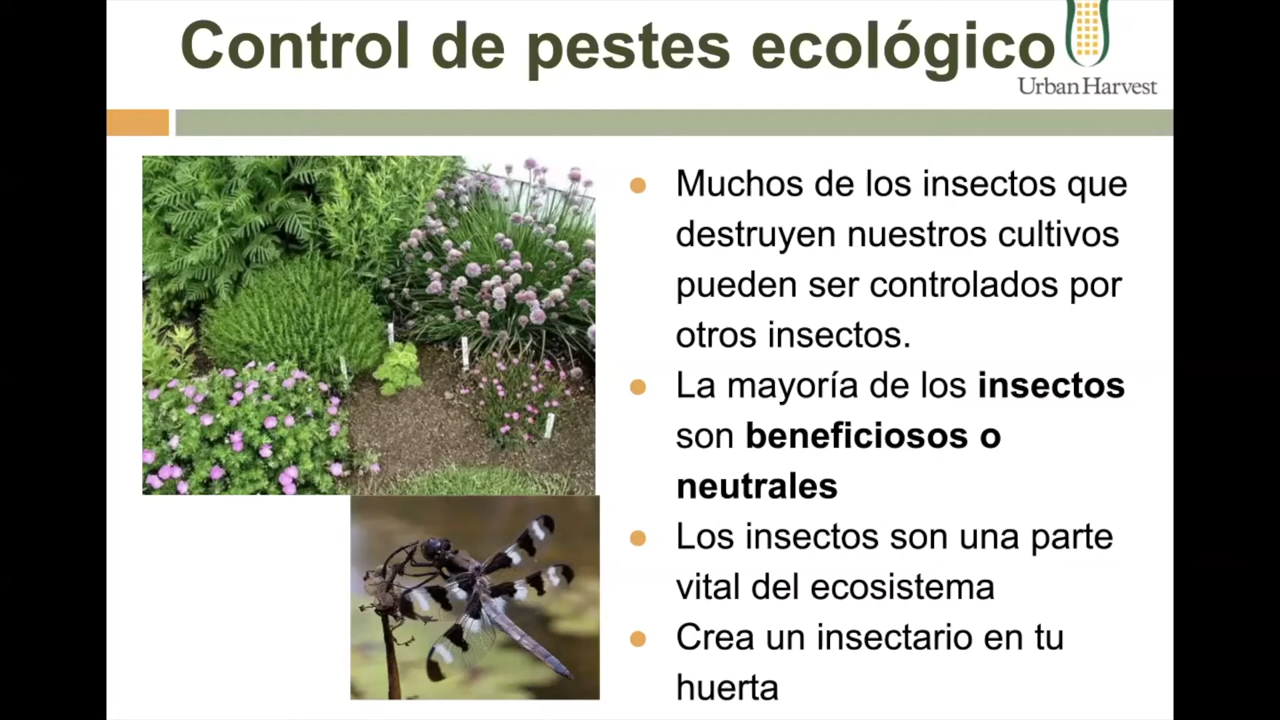 Control de pestes ecológico
Urban Harvest
Muchos de los insectos que
destruyen nuestros cultivos
pueden ser controlados por
otros insectos.
La mayoría de los insectos
son beneficiosos o
neutrales
Los insectos son una parte
vital del ecosistema
Crea un insectario en tu
huerta